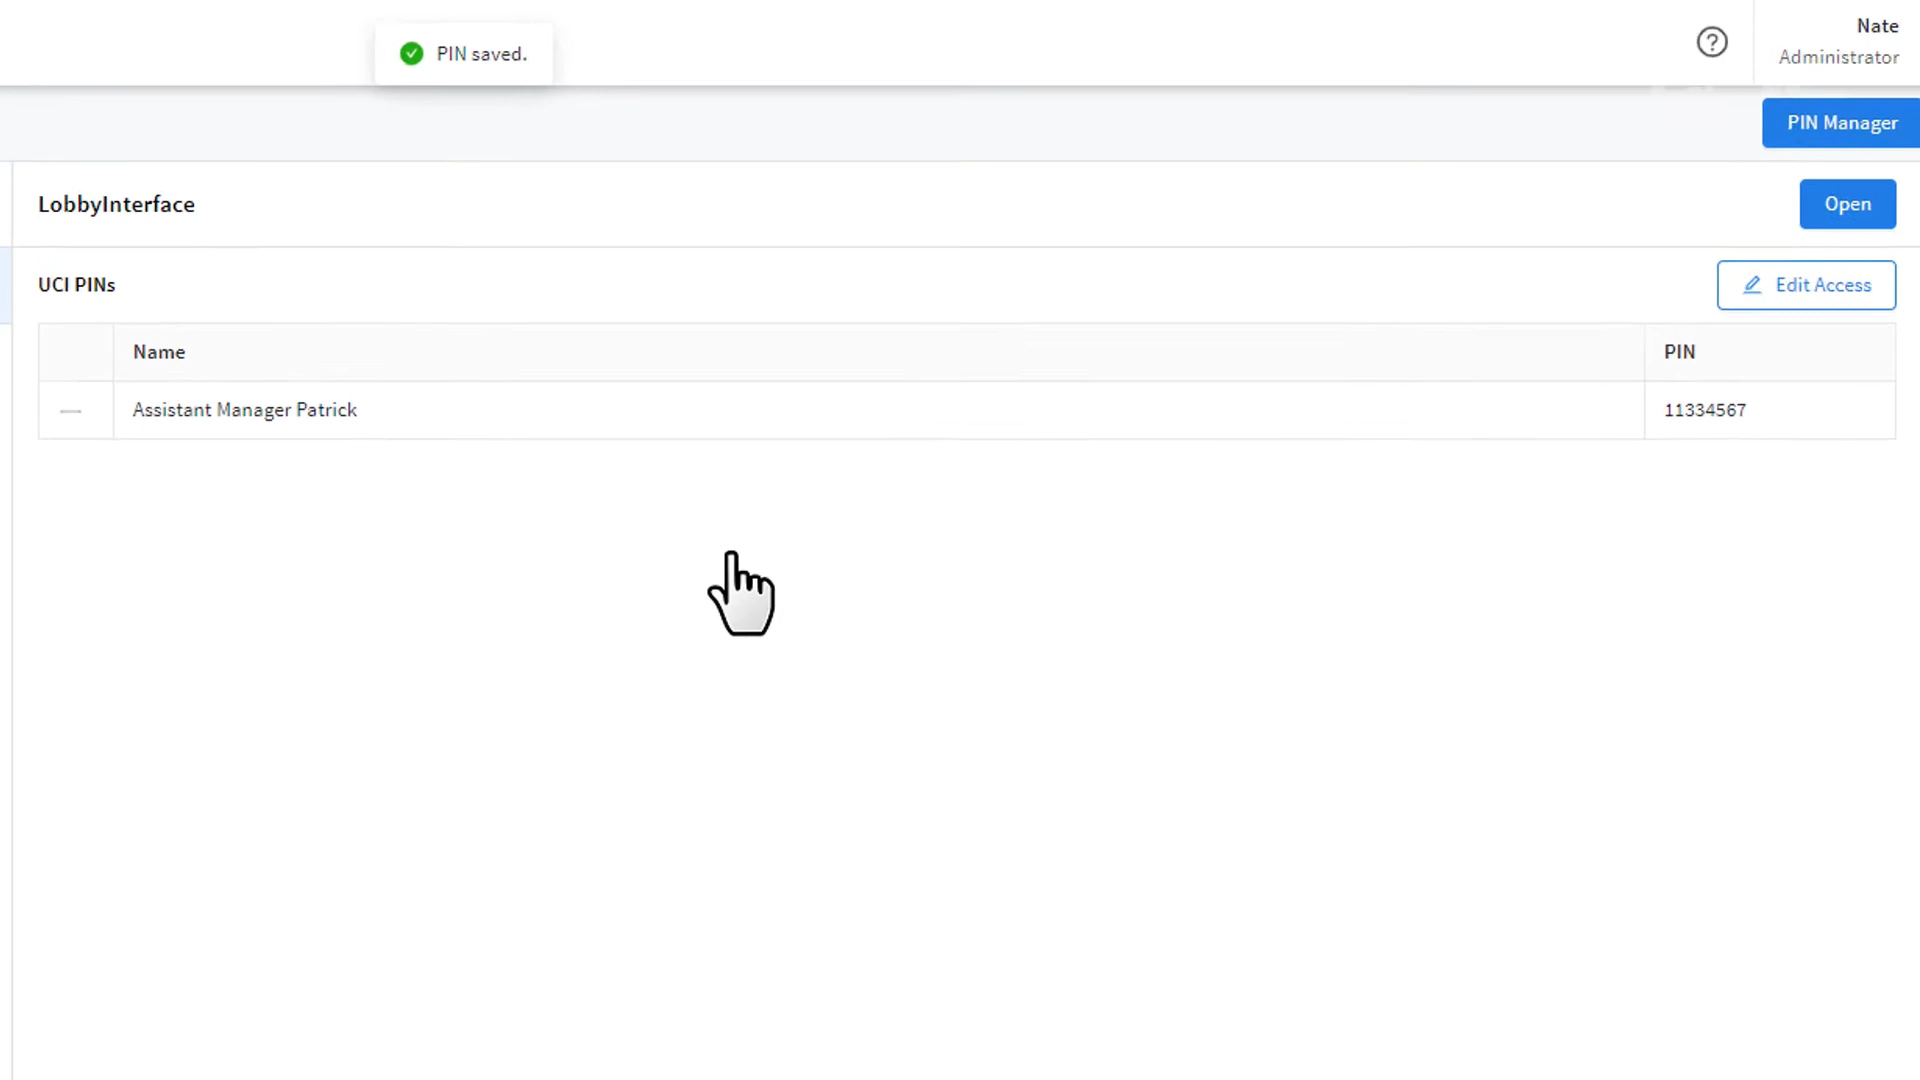 PIN saved.
Nate
Administrator
PIN Manager
LobbyInterface
Open
UCI PINs
Edit Access
Name
PIN
Assistant Manager Patrick
11334567